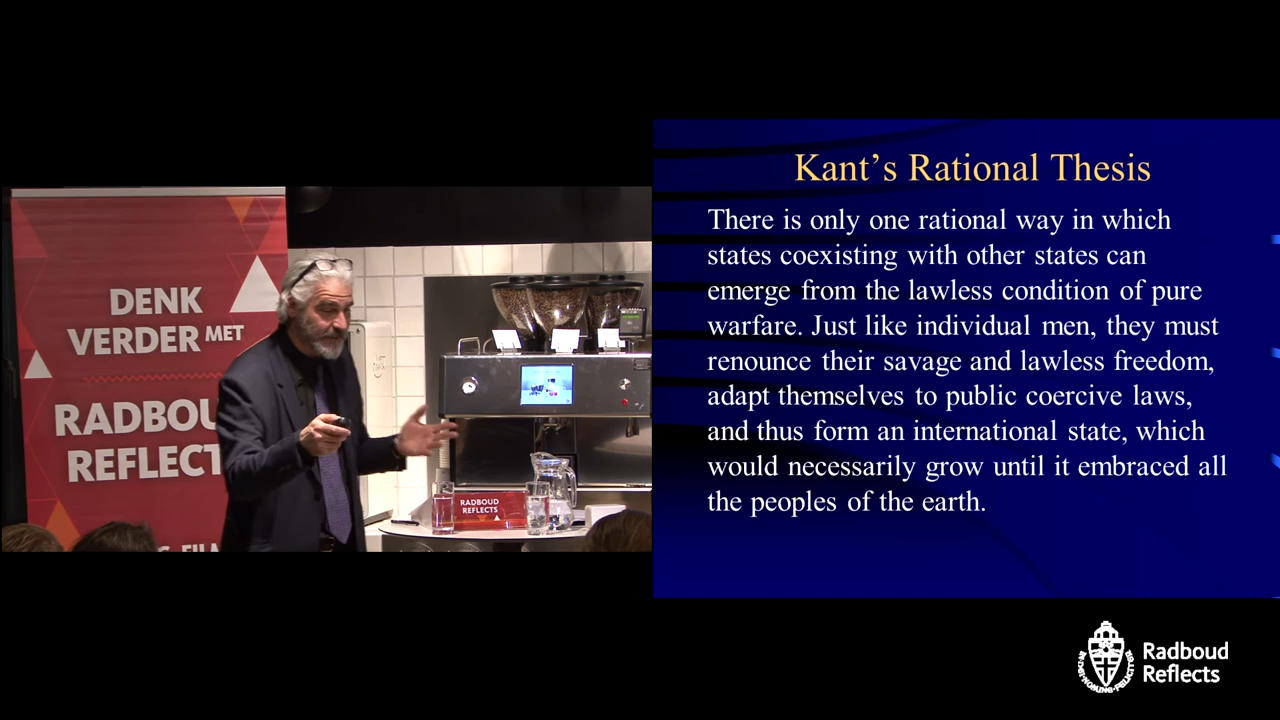 DENK
VERDER MET
RADBOU
REFLECT
RADBOUD
REFLECTS
Kant’s Rational Thesis
There is only one rational way in which
states coexisting with other states can
emerge from the lawless condition of pure
warfare. Just like individual men, they must
renounce their savage and lawless freedom,
adapt themselves to public coercive laws,
and thus form an international state, which
would necessarily grow until it embraced all
the peoples of the earth.
Radboud
Reflects